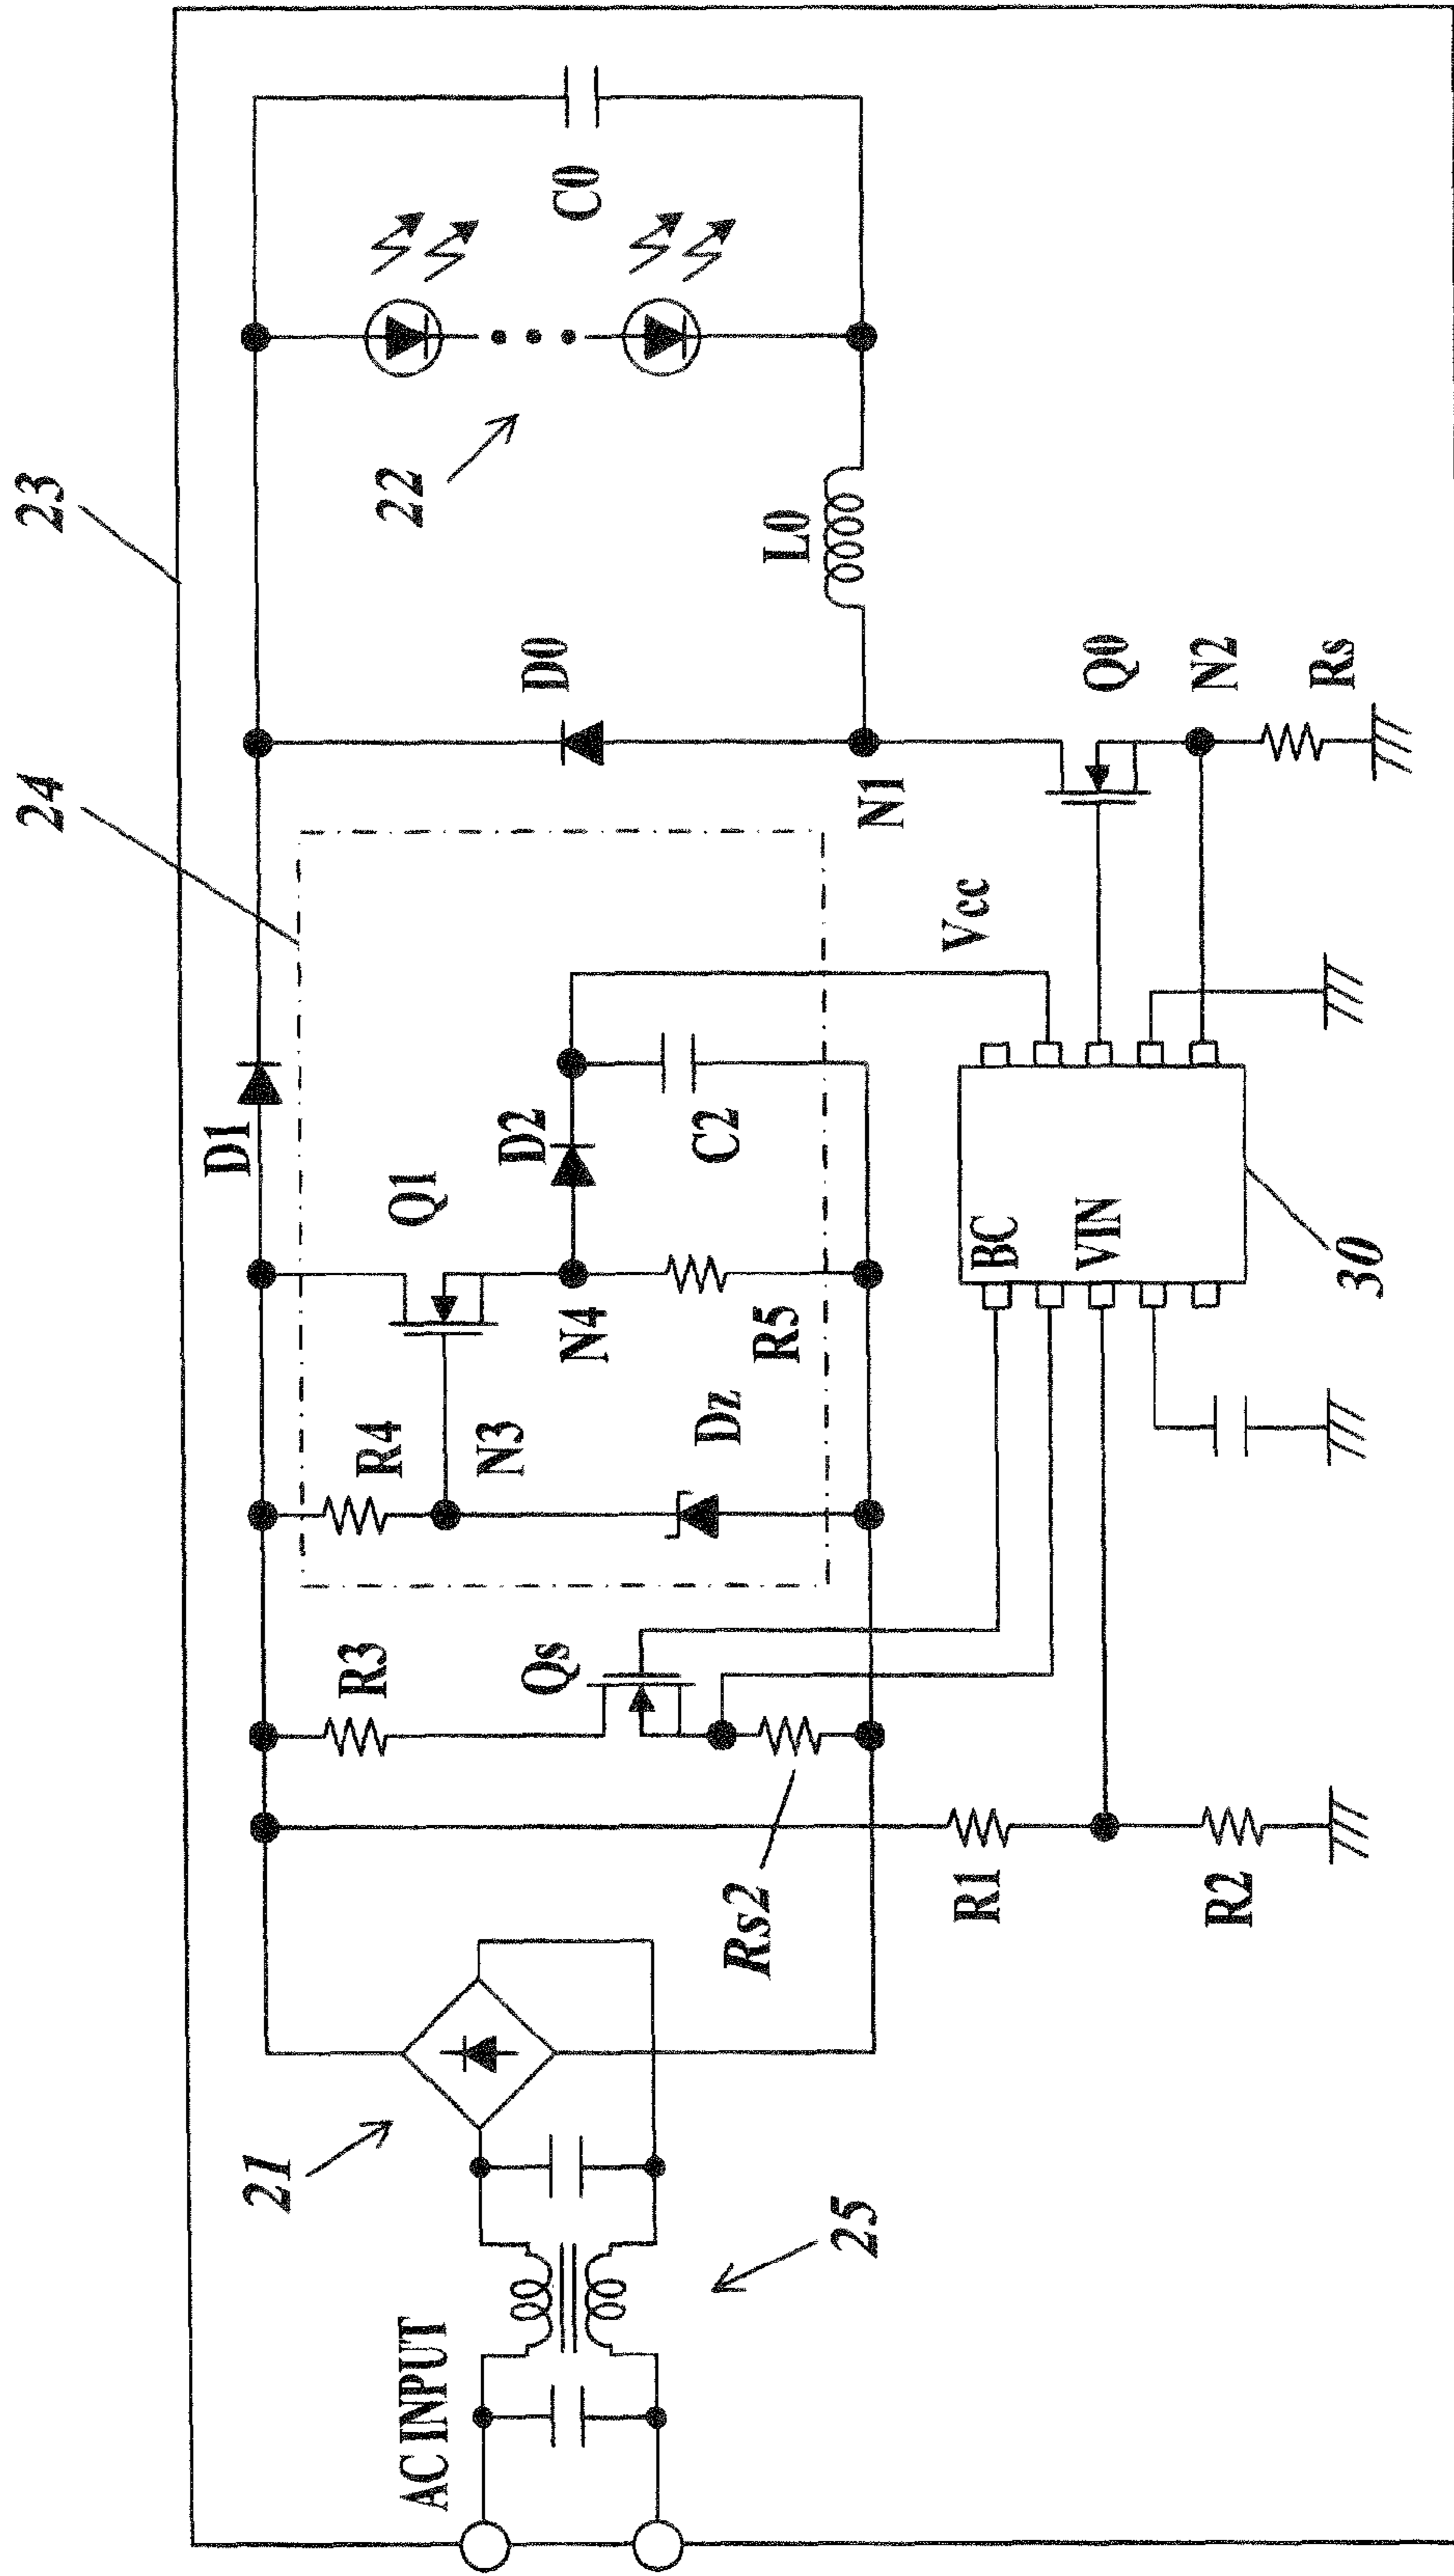 23
24
D1
R3
R4
Q1
D0
22
C0
21
Qs
N3
N4
D2
AC INPUT
Dz
R5
C2
L0
25
Rs2
N1
Vcc
R1
BC
VIN
Q0
R2
30
N2
Rs